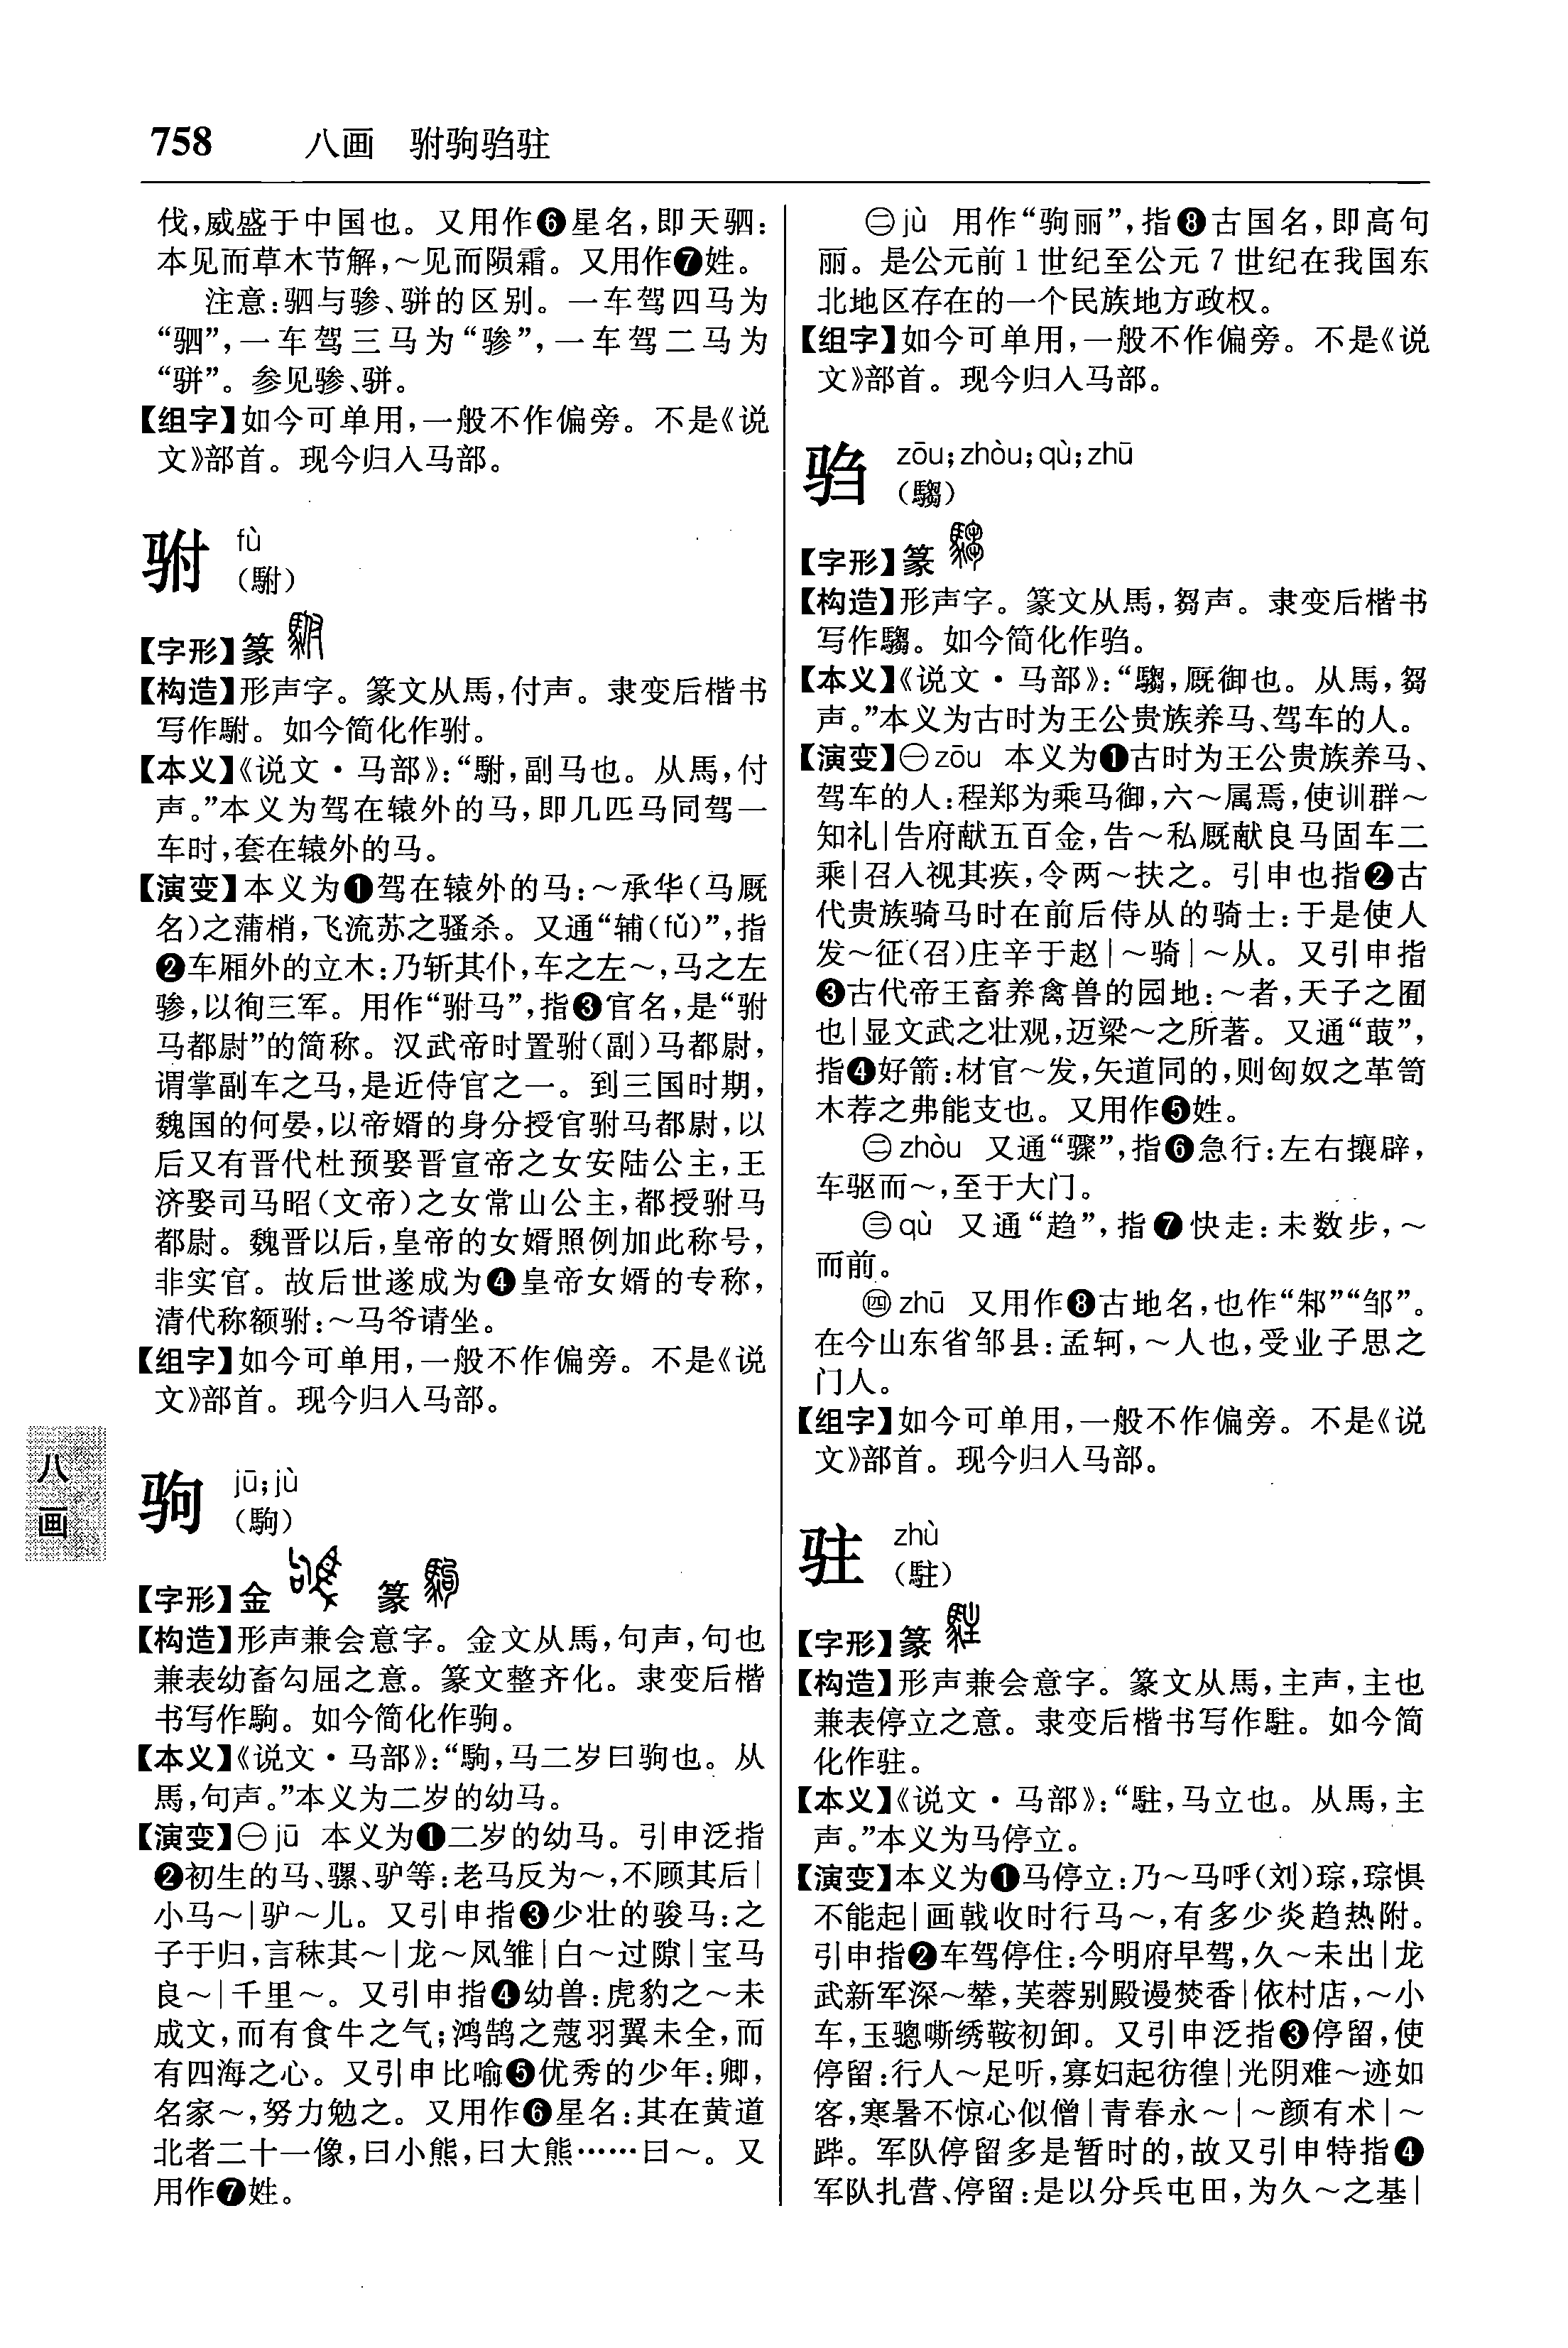 758 八画 驸驹驺驻
伐,威盛于中国也。又用作❻星名,即天驷:
本见而草木节解,～见而陨霜。又用作❼姓。
注意:驷与骖、骈的区别。一车驾四马为
“驷”,一车驾三马为“骖”,一车驾二马为
“骈”。参见骖、骈。
【组字】如今可单用,一般不作偏旁。不是《说
文》部首。现今归入马部。
驸 fù
(駙)
【字形】篆
【构造】形声字。篆文从馬,付声。隶变后楷书
写作駙。如今简化作驸。
【本义】《说文·马部》:“駙,副马也。从馬,付
声。”本义为驾在辕外的马,即几匹马同驾一
车时,套在辕外的马。
【演变】本义为❶驾在辕外的马:～承华(马厩
名)之蒲梢,飞流苏之骚杀。又通“辅(fǔ)”,指
❷车厢外的立木:乃斩其仆,车之左～,马之左
骖,以徇三军。用作“驸马”,指❸官名,是“驸
马都尉”的简称。汉武帝时置驸(副)马都尉,
谓掌副车之马,是近侍官之一。到三国时期,
魏国的何晏,以帝婿的身分授官驸马都尉,以
后又有晋代杜预娶晋宣帝之女安陆公主,王
济娶司马昭(文帝)之女常山公主,都授驸马
都尉。魏晋以后,皇帝的女婿照例加此称号,
非实官。故后世遂成为❹皇帝女婿的专称,
清代称额驸:～马爷请坐。
【组字】如今可单用,一般不作偏旁。不是《说
文》部首。现今归入马部。
驹 jū;jù
(駒)
【字形】金 篆
【构造】形声兼会意字。金文从馬,句声,句也
兼表幼畜勾屈之意。篆文整齐化。隶变后楷
书写作駒。如今简化作驹。
【本义】《说文·马部》:“駒,马二岁曰驹也。从
馬,句声。”本义为二岁的幼马。
【演变】㊀jū 本义为❶二岁的幼马。引申泛指
❷初生的马、骡、驴等:老马反为～,不顾其后|
小马～|驴～儿。又引申指❸少壮的骏马:之
子于归,言秣其～|龙～凤雏|白～过隙|宝马
良～|千里～。又引申指❹幼兽:虎豹之～未
成文,而有食牛之气;鸿鹄之蔻羽翼未全,而
有四海之心。又引申比喻❺优秀的少年:卿,
名家～,努力勉之。又用作❻星名:其在黄道
北者二十一像,曰小熊,曰大熊……曰～。又
用作❼姓。
㊁jù 用作“驹丽”,指❽古国名,即高句
丽。是公元前1世纪至公元7世纪在我国东
北地区存在的一个民族地方政权。
【组字】如今可单用,一般不作偏旁。不是《说
文》部首。现今归入马部。
驺 zōu;zhòu;qù;zhū
(騶)
【字形】篆
【构造】形声字。篆文从馬,芻声。隶变后楷书
写作騶。如今简化作驺。
【本义】《说文·马部》:“騶,厩御也。从馬,芻
声。”本义为古时为王公贵族养马、驾车的人。
【演变】㊀zōu 本义为❶古时为王公贵族养马、
驾车的人:程郑为乘马御,六～属焉,使训群～
知礼|告府献五百金,告～私厩献良马固车二
乘|召入视其疾,令两～扶之。引申也指❷古
代贵族骑马时在前后侍从的骑士:于是使人
发～征(召)庄辛于赵|～骑|～从。又引申指
❸古代帝王畜养禽兽的园地:～者,天子之囿
也|显文武之壮观,迈梁～之所著。又通“菆”,
指❹好箭:材官～发,矢道同的,则匈奴之革笥
木荐之弗能支也。又用作❺姓。
㊁zhòu 又通“骤”,指❻急行:左右攘辟,
车驱而～,至于大门。
㊂qù 又通“趋”,指❼快走:未数步,～
而前。
㊃zhū 又用作❽古地名,也作“邾”“邹”。
在今山东省邹县:孟轲,～人也,受业子思之
门人。
【组字】如今可单用,一般不作偏旁。不是《说
文》部首。现今归入马部。
驻 zhù
(駐)
【字形】篆
【构造】形声兼会意字。篆文从馬,主声,主也
兼表停立之意。隶变后楷书写作駐。如今简
化作驻。
【本义】《说文·马部》:“駐,马立也。从馬,主
声。”本义为马停立。
【演变】本义为❶马停立:乃～马呼(刘)琮,琮惧
不能起|画戟收时行马～,有多少炎趋热附。
引申指❷车驾停住:今明府早驾,久～未出|龙
武新军深～辇,芙蓉别殿谩焚香|依村店,～小
车,玉骢嘶绣鞍初卸。又引申泛指❸停留,使
停留:行人～足听,寡妇起彷徨|光阴难～迹如
客,寒暑不惊心似僧|青春永～|～颜有术|～
跸。军队停留多是暂时的,故又引申特指❹
军队扎营、停留:是以分兵屯田,为久～之基|
八
画